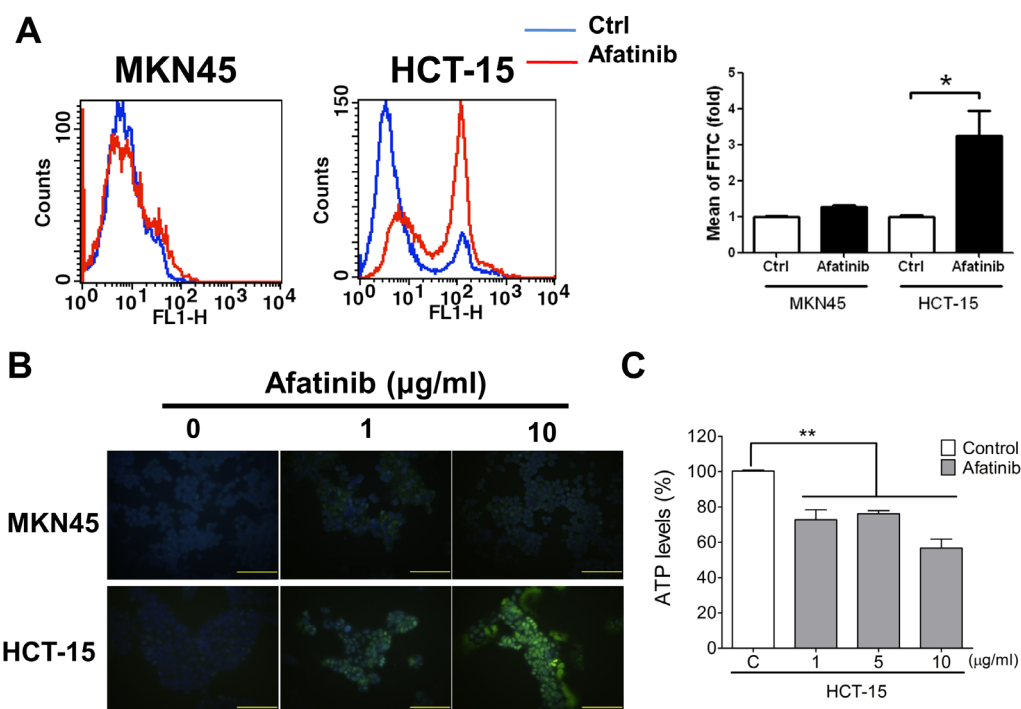 A
Ctrl
Afatinib
MKN45
HCT-15
Counts
100
0
10^0 10^1 10^2 10^3 10^4
FL1-H
Counts
150
0
10^0 10^1 10^2 10^3 10^4
FL1-H
Mean of FITC (fold)
5
4
3
2
1
0
*
Ctrl Afatinib Ctrl Afatinib
MKN45 HCT-15
B
Afatinib (µg/ml)
0 1 10
MKN45
HCT-15
C
ATP levels (%)
120
100
80
60
40
20
0
**
Control
Afatinib
C 1 5 10 (µg/ml)
HCT-15